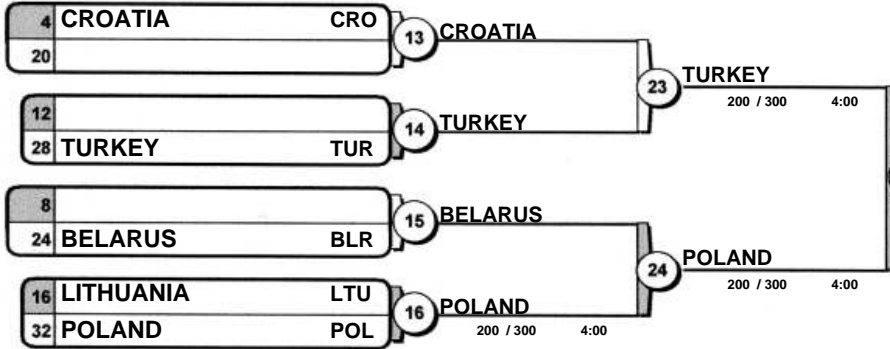 4 CROATIA CRO
20
13 CROATIA
12
28 TURKEY TUR
14 TURKEY
23 TURKEY
200 / 300 4:00
8
24 BELARUS BLR
15 BELARUS
16 LITHUANIA LTU
32 POLAND POL
16 POLAND
200 / 300 4:00
24 POLAND
200 / 300 4:00